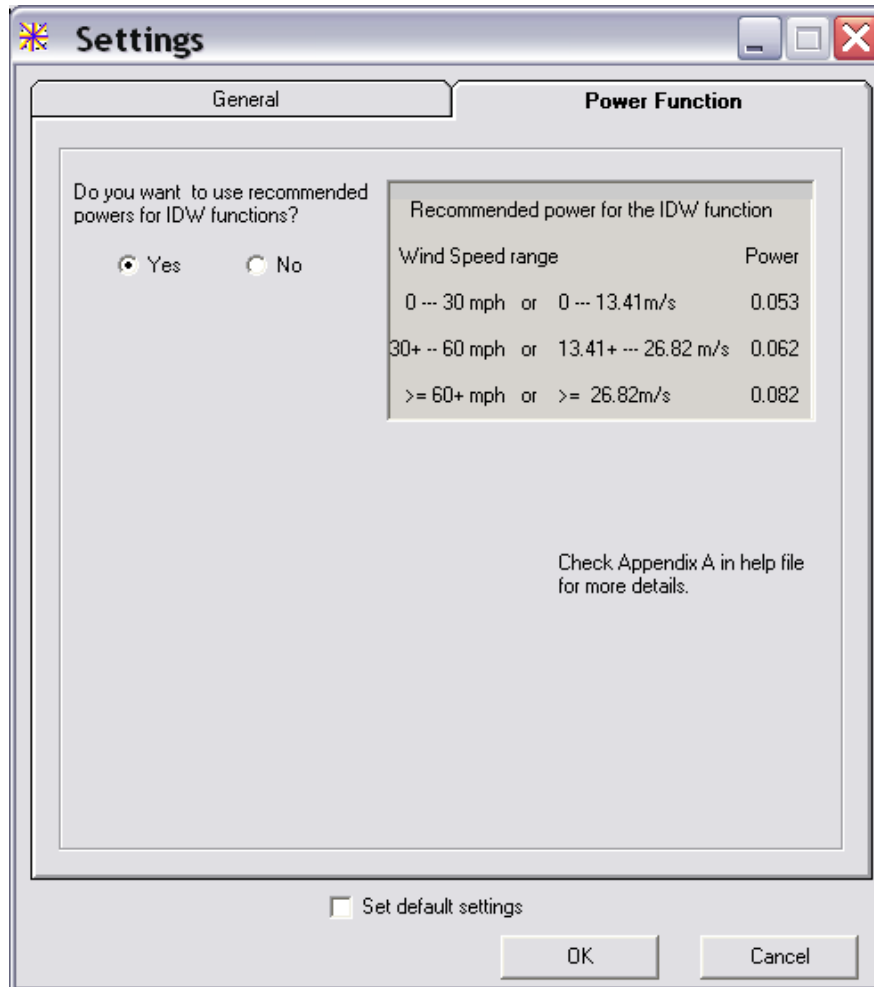 Settings
General
Power Function
Do you want to use recommended
powers for IDW functions?
Yes No
Recommended power for the IDW function
Wind Speed range Power
0 --- 30 mph or 0 --- 13.41m/s 0.053
30+ -- 60 mph or 13.41+ --- 26.82 m/s 0.062
>= 60+ mph or >= 26.82m/s 0.082
Check Appendix A in help file
for more details.
Set default settings
OK Cancel